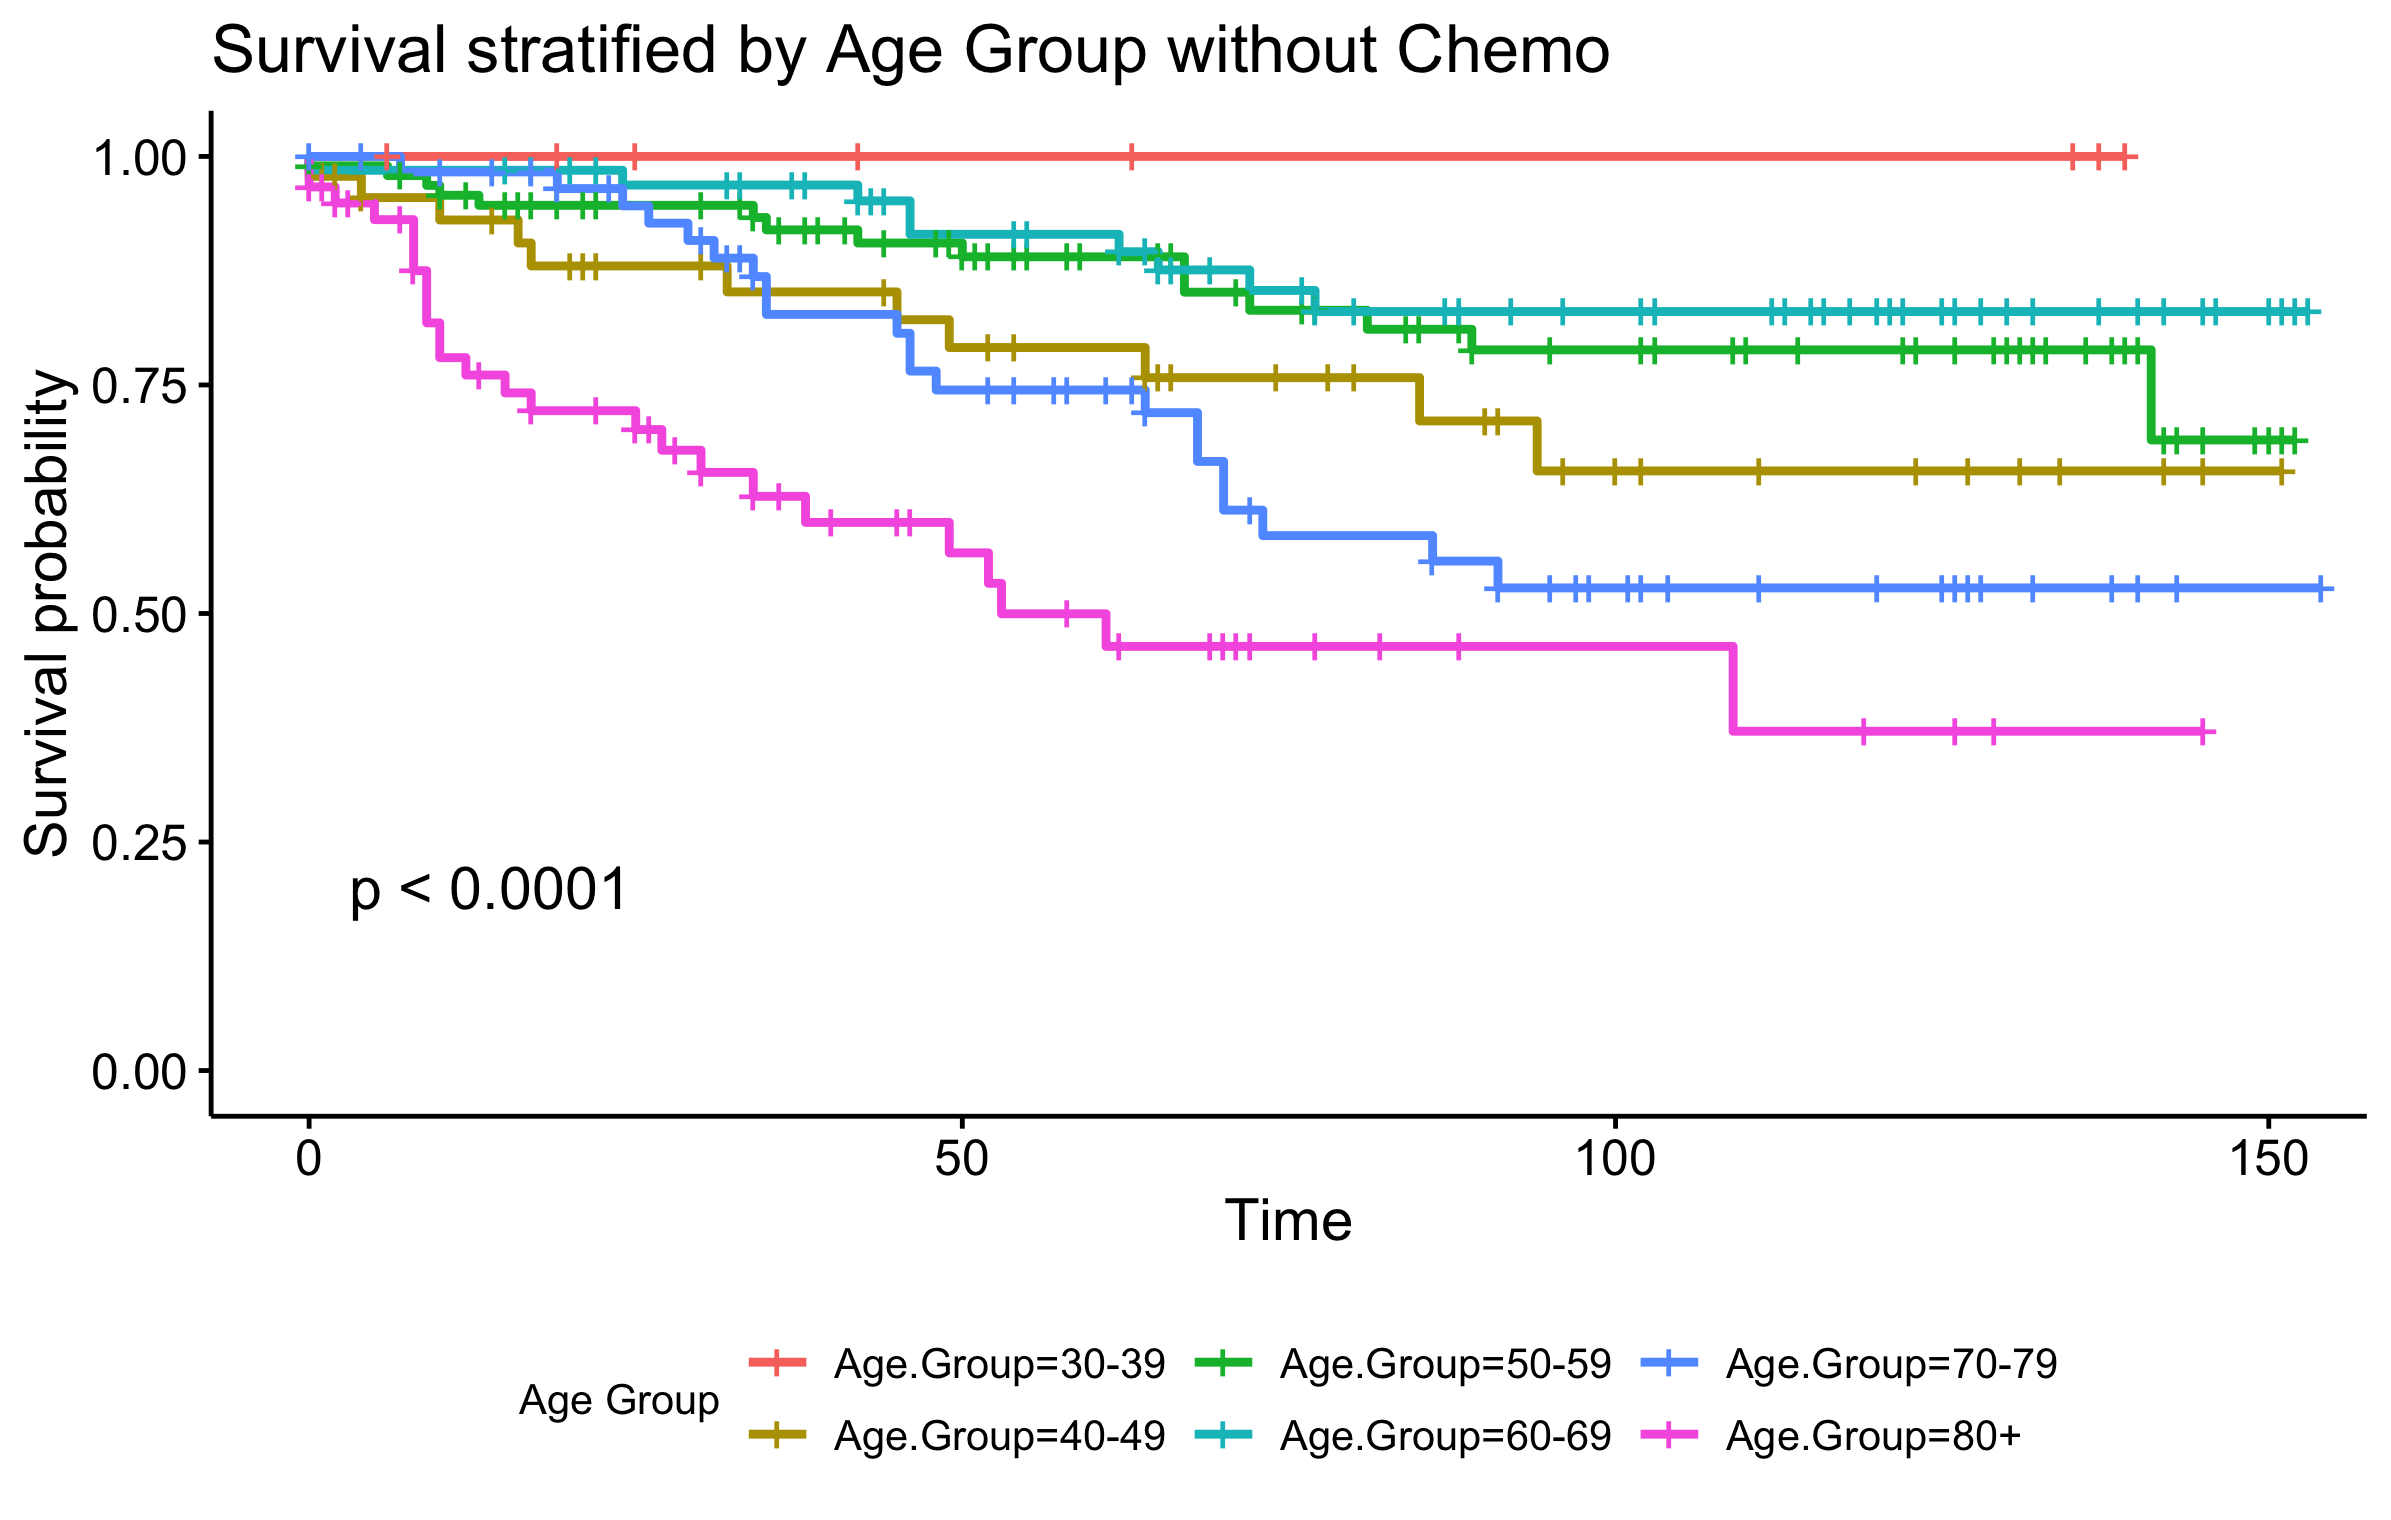 Survival stratified by Age Group without Chemo
Survival probability
1.00
0.75
0.50
0.25
0.00
p < 0.0001
0 50 100 150
Time
Age Group
Age.Group=30-39 Age.Group=50-59 Age.Group=70-79
Age.Group=40-49 Age.Group=60-69 Age.Group=80+